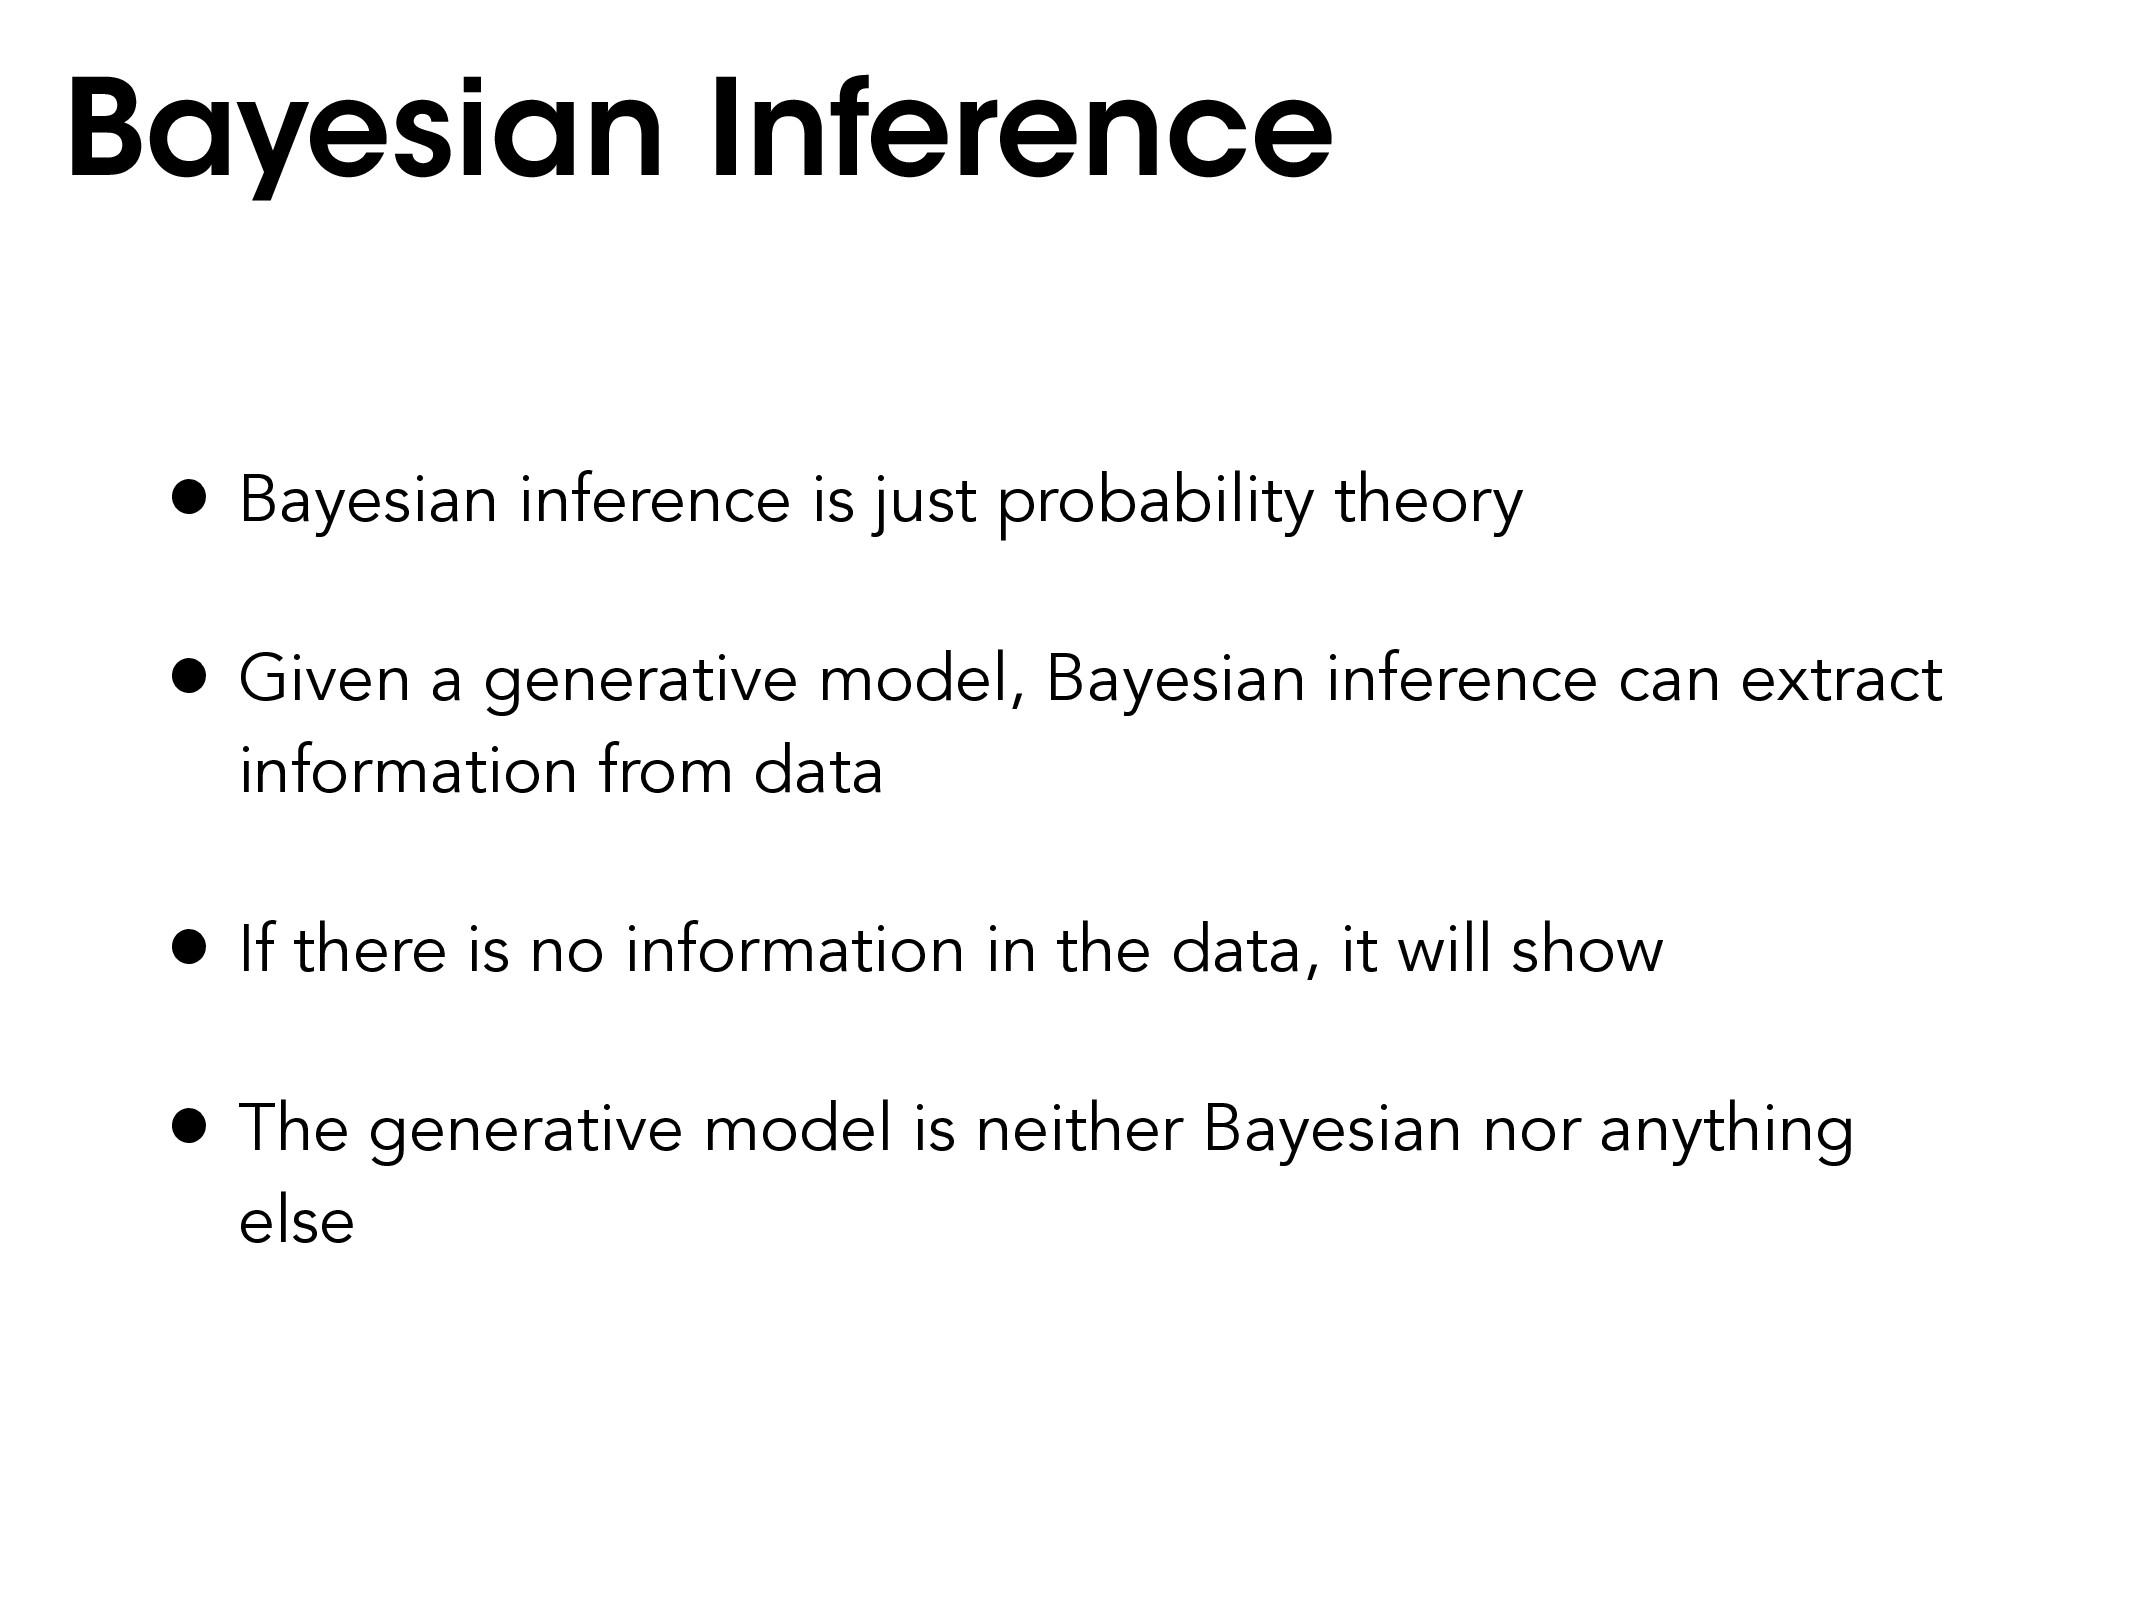 Bayesian Inference
• Bayesian inference is just probability theory
• Given a generative model, Bayesian inference can extract
information from data
• If there is no information in the data, it will show
• The generative model is neither Bayesian nor anything
else